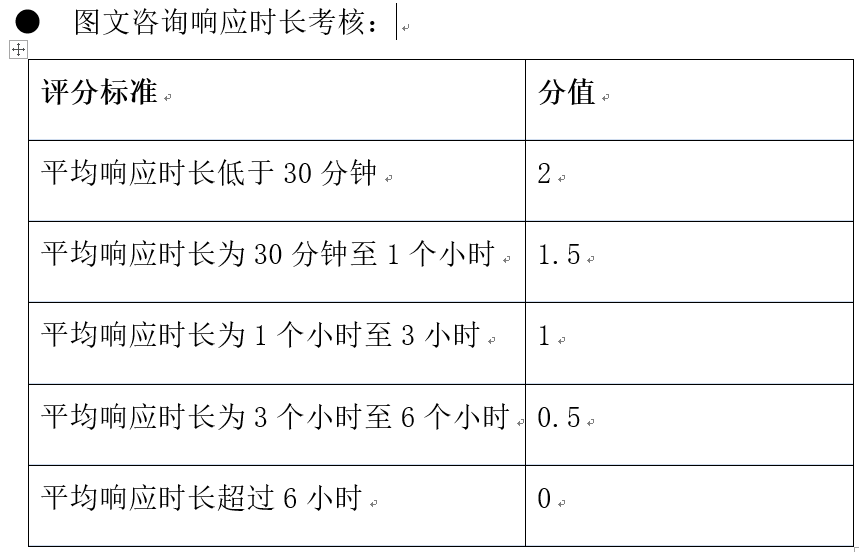 ● 图文咨询响应时长考核：
评分标准 分值
平均响应时长低于 30 分钟 2
平均响应时长为 30 分钟至 1 个小时 1.5
平均响应时长为 1 个小时至 3 小时 1
平均响应时长为 3 个小时至 6 个小时 0.5
平均响应时长超过 6 小时 0